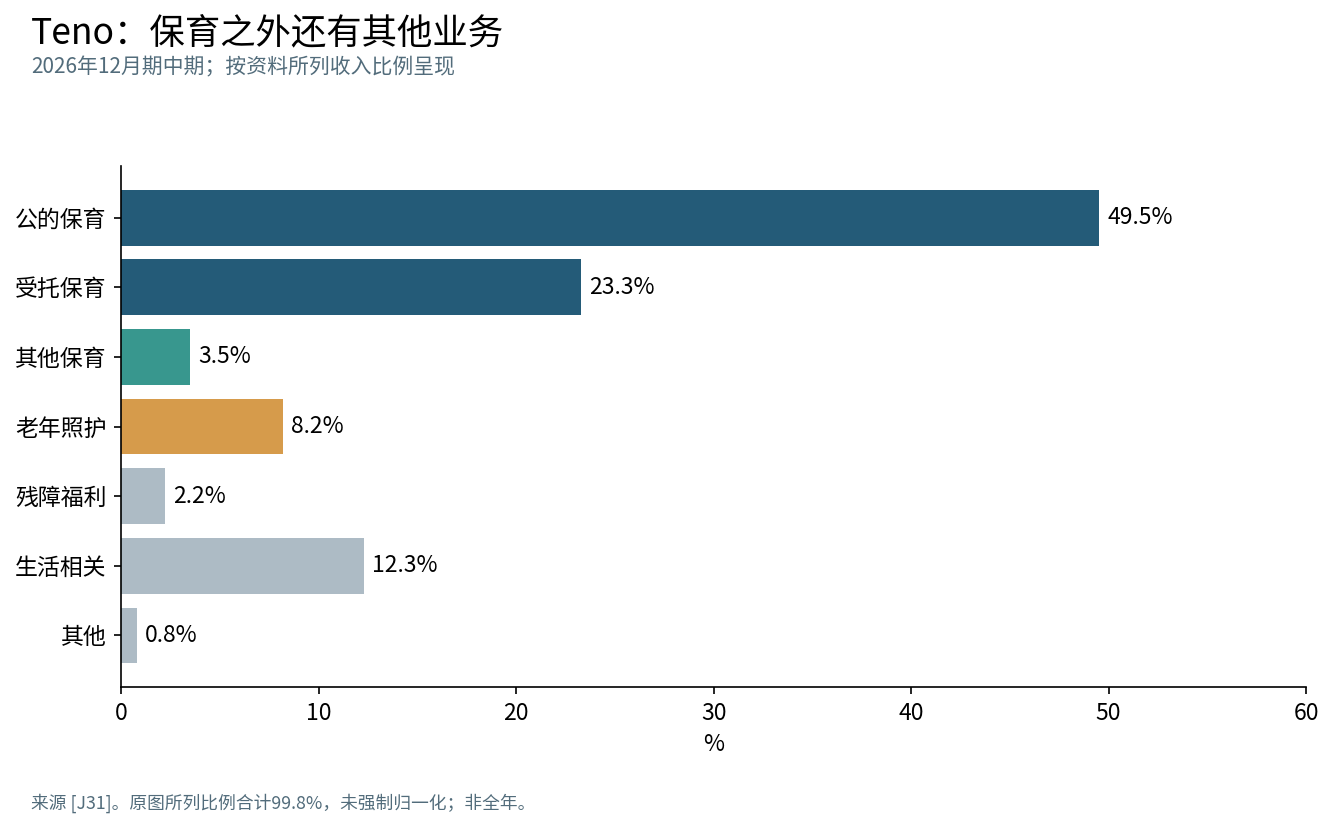 Teno：保育之外还有其他业务
2026年12月期中期；按资料所列收入比例呈现
公的保育 49.5%
受托保育 23.3%
其他保育 3.5%
老年照护 8.2%
残障福利 2.2%
生活相关 12.3%
其他 0.8%
0 10 20 30 40 50 60
%
来源 [J31]。原图所列比例合计99.8%，未强制归一化；非全年。